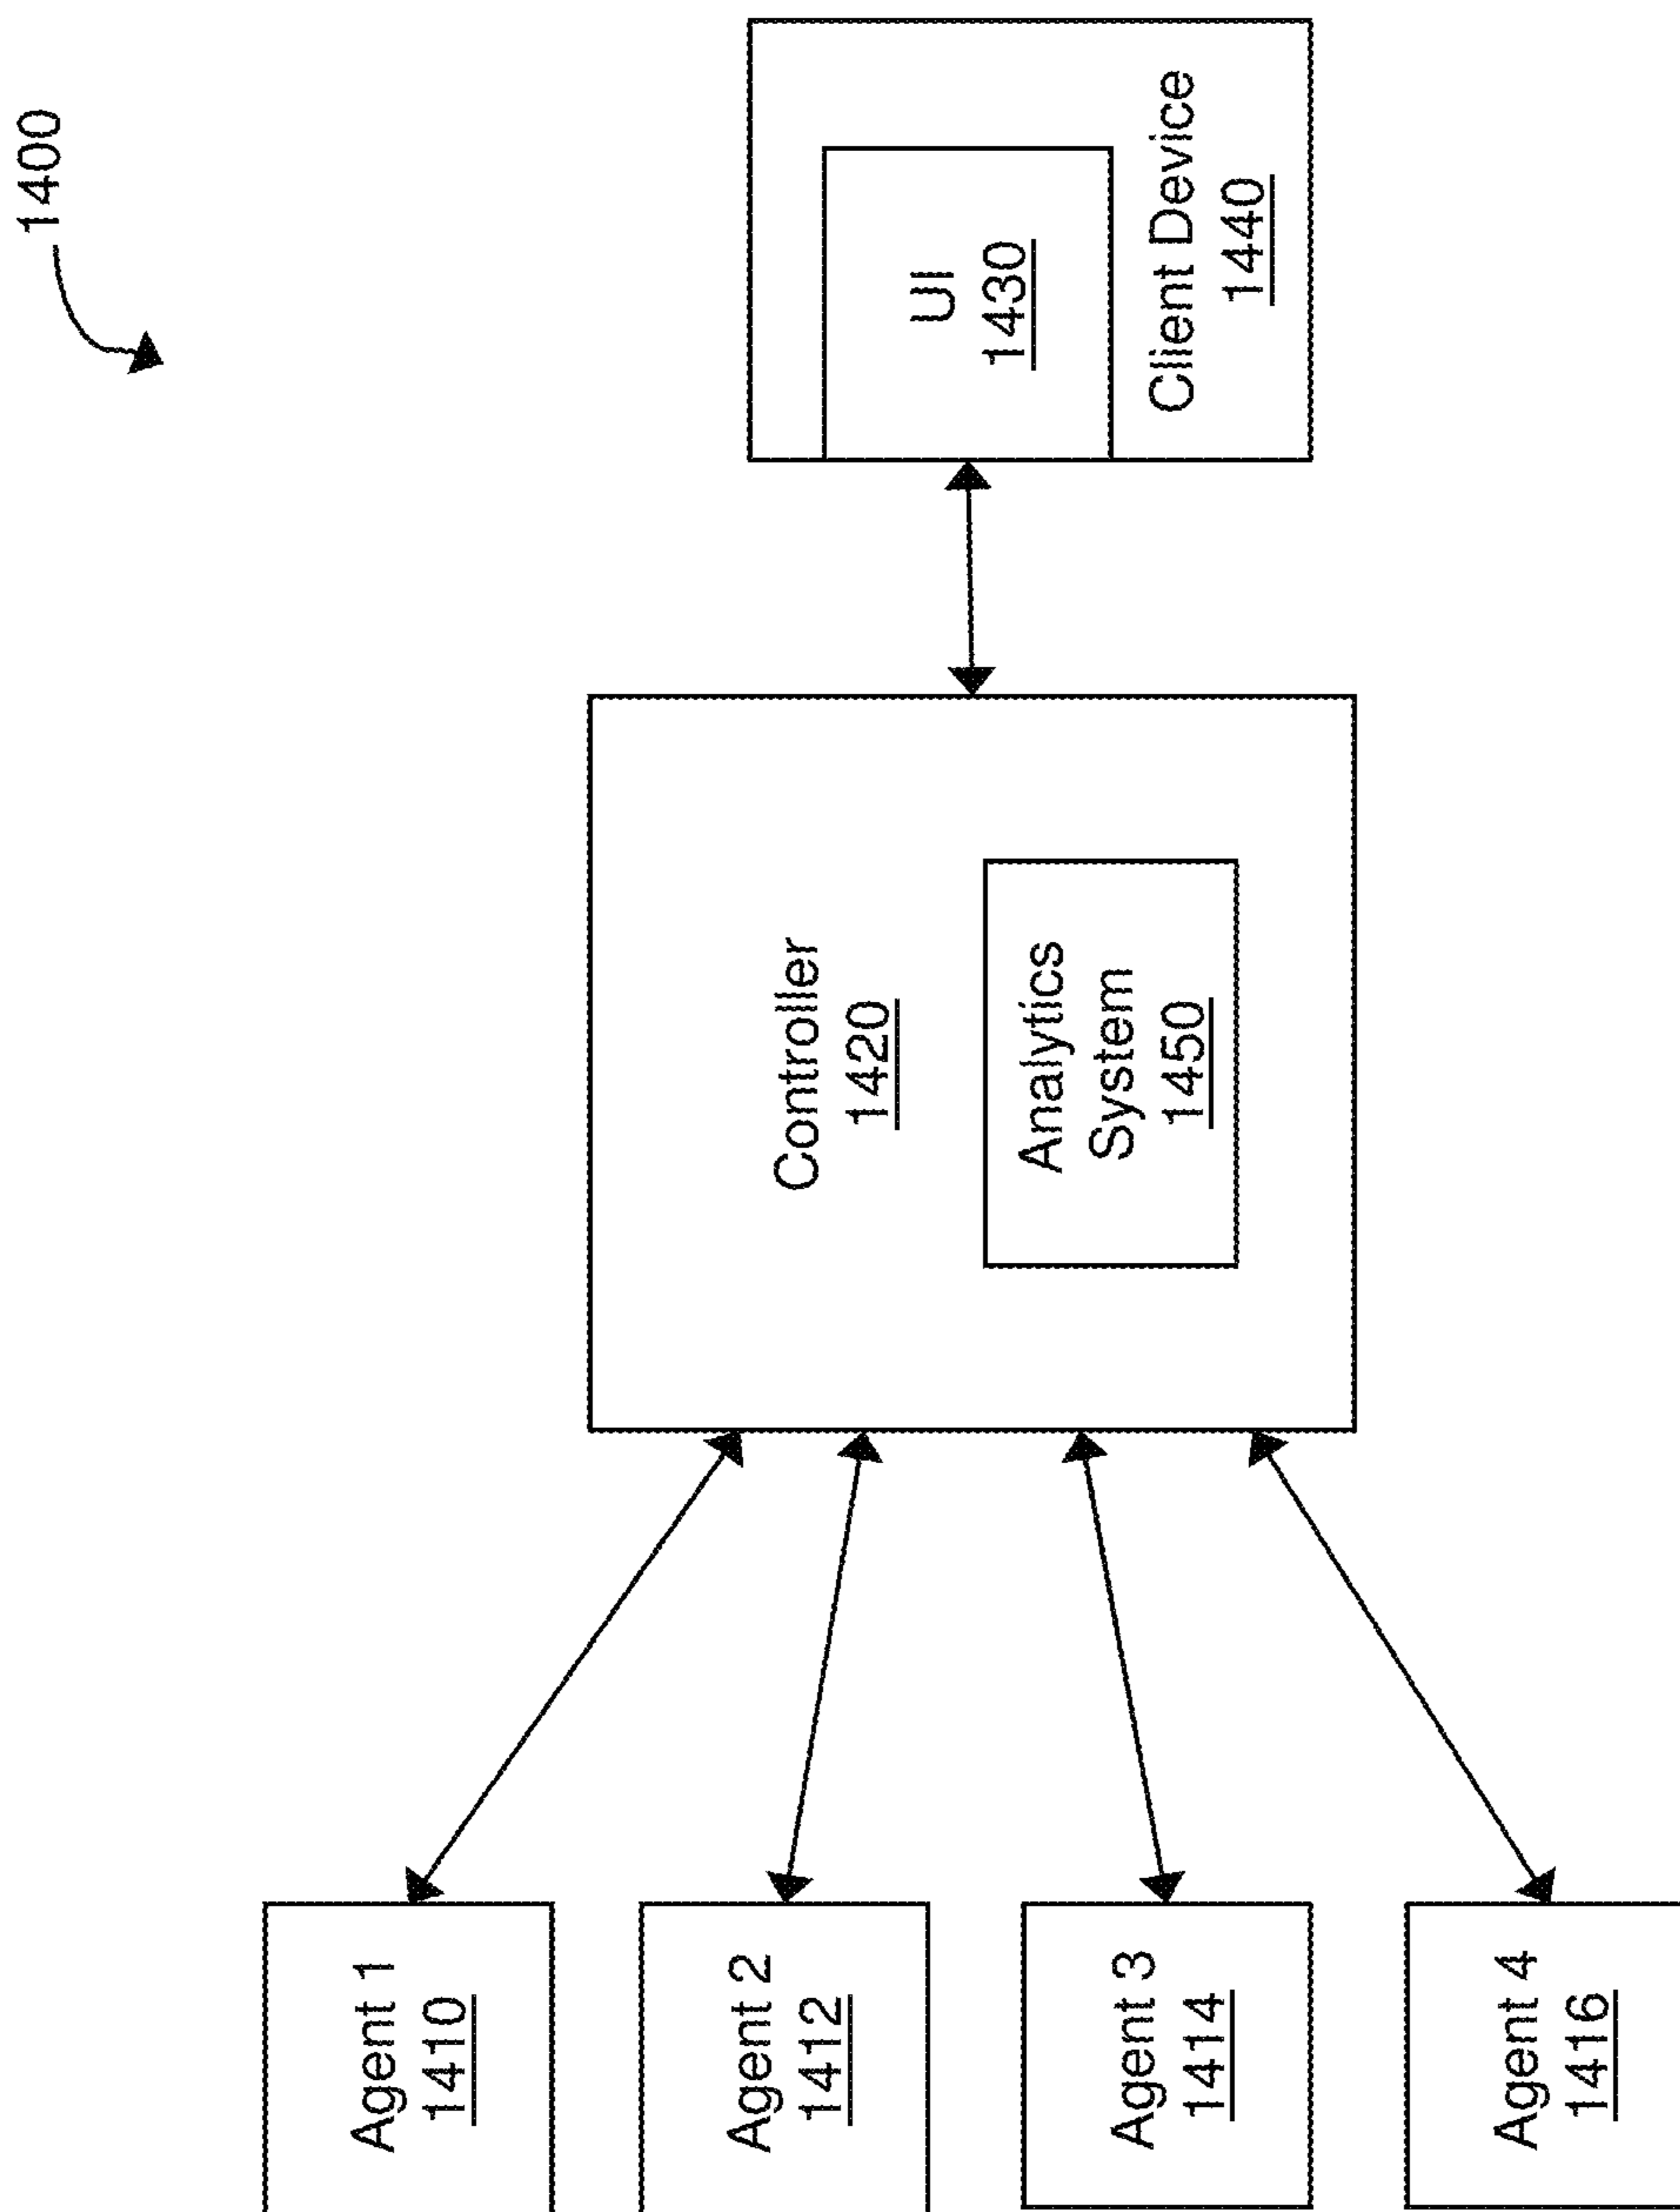 1400
Agent 1
1410
Agent 2
1412
Agent 3
1414
Agent 4
1416
Controller
1420
Analytics
System
1450
UI
1430
Client Device
1440